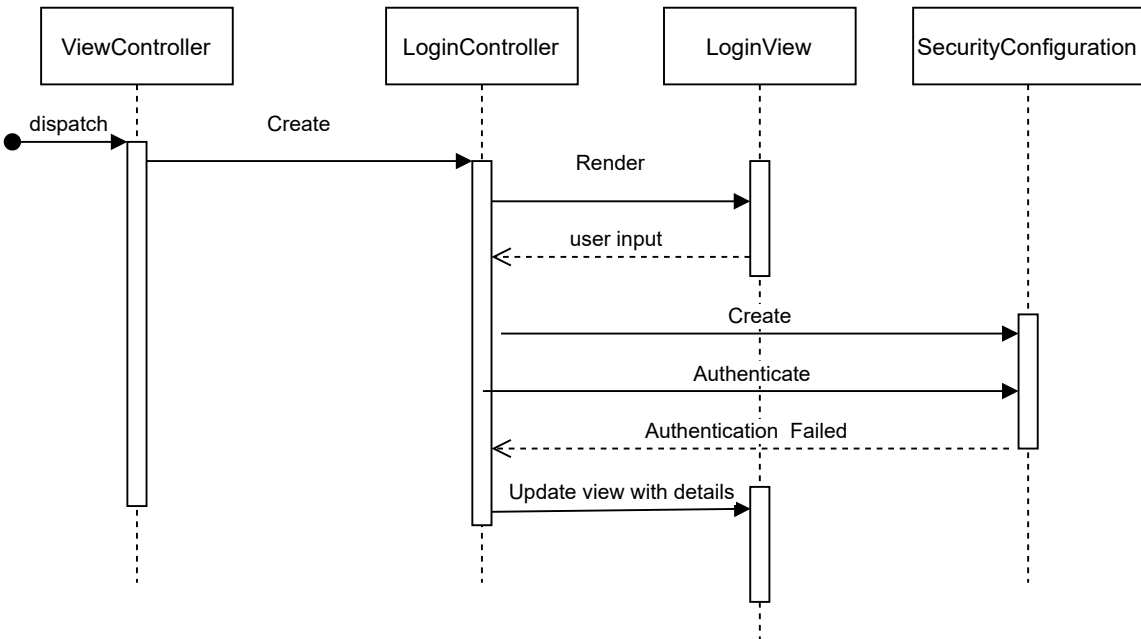 ViewController
LoginController
LoginView
SecurityConfiguration
dispatch
Create
Render
user input
Create
Authenticate
Authentication  Failed
Update view with details